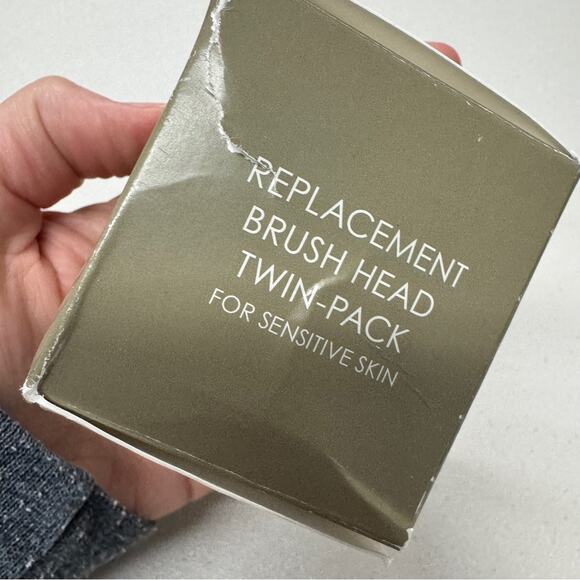 REPLACEMENT
BRUSH HEAD
TWIN-PACK
FOR SENSITIVE SKIN